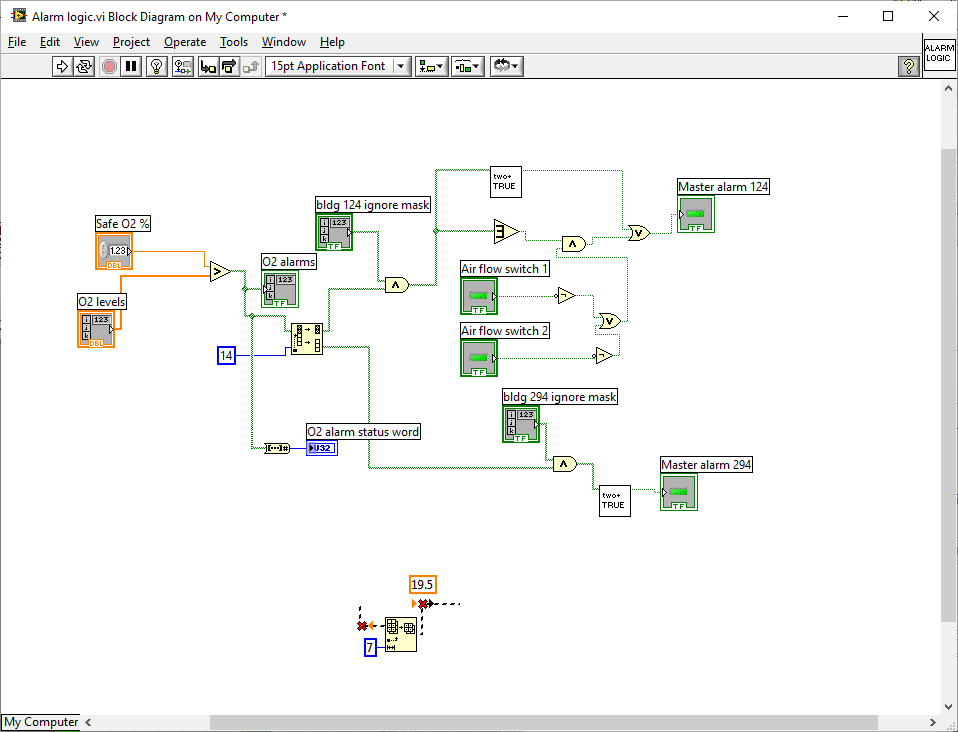 Alarm logic.vi Block Diagram on My Computer *
File Edit View Project Operate Tools Window Help
15pt Application Font
?
ALARM
LOGIC
two+
TRUE
Master alarm 124
TF
bldg 124 ignore mask
i 123
j
k
TF
Safe O2 %
1.23
DBL
>
O2 alarms
i 123
j
k
TF
O2 levels
i 123
j
k
DBL
14
Air flow switch 1
TF
Air flow switch 2
TF
bldg 294 ignore mask
i 123
j
k
TF
O2 alarm status word
[...]#
U32
Master alarm 294
TF
two+
TRUE
19.5
7
My Computer